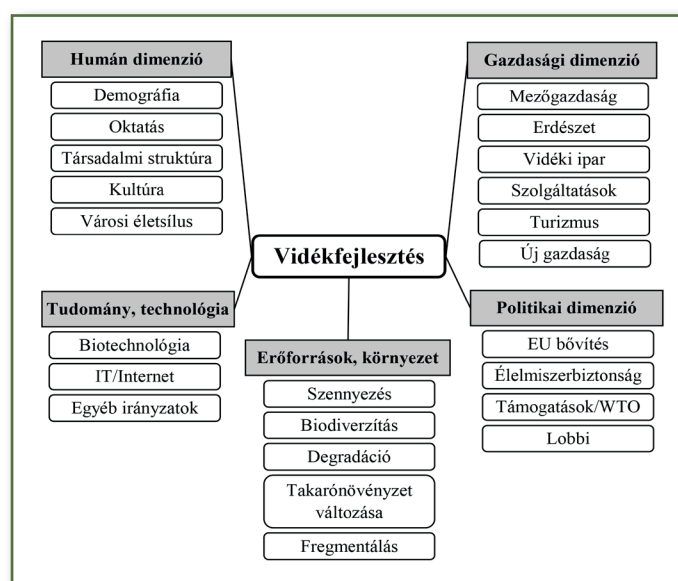 Humán dimenzió
Demográfia
Oktatás
Társadalmi struktúra
Kultúra
Városi életsílus
Gazdasági dimenzió
Mezőgazdaság
Erdészet
Vidéki ipar
Szolgáltatások
Turizmus
Új gazdaság
Vidékfejlesztés
Tudomány, technológia
Biotechnológia
IT/Internet
Egyéb irányzatok
Erőforrások, környezet
Szennyezés
Biodiverzítás
Degradáció
Takarónövényzet
változása
Fregmentálás
Politikai dimenzió
EU bővítés
Élelmiszerbiztonság
Támogatások/WTO
Lobbi